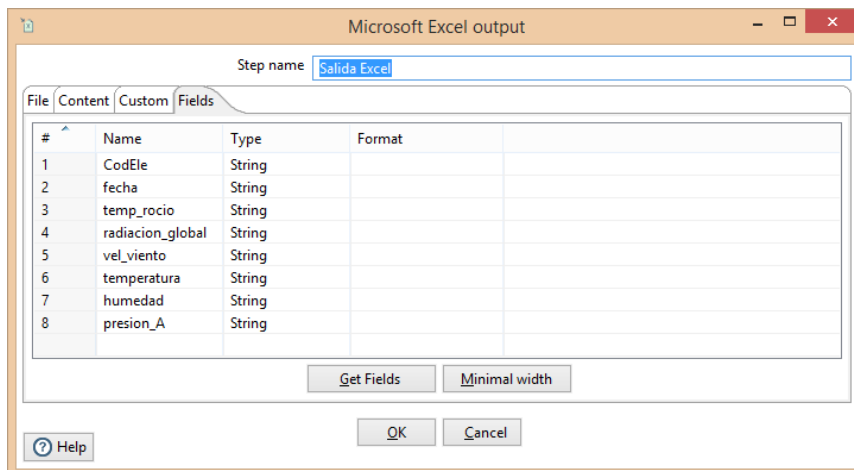 Microsoft Excel output
Step name Salida Excel
File Content Custom Fields
# Name Type Format
1 CodEle String
2 fecha String
3 temp_rocio String
4 radiacion_global String
5 vel_viento String
6 temperatura String
7 humedad String
8 presion_A String
Get Fields Minimal width
OK Cancel
Help